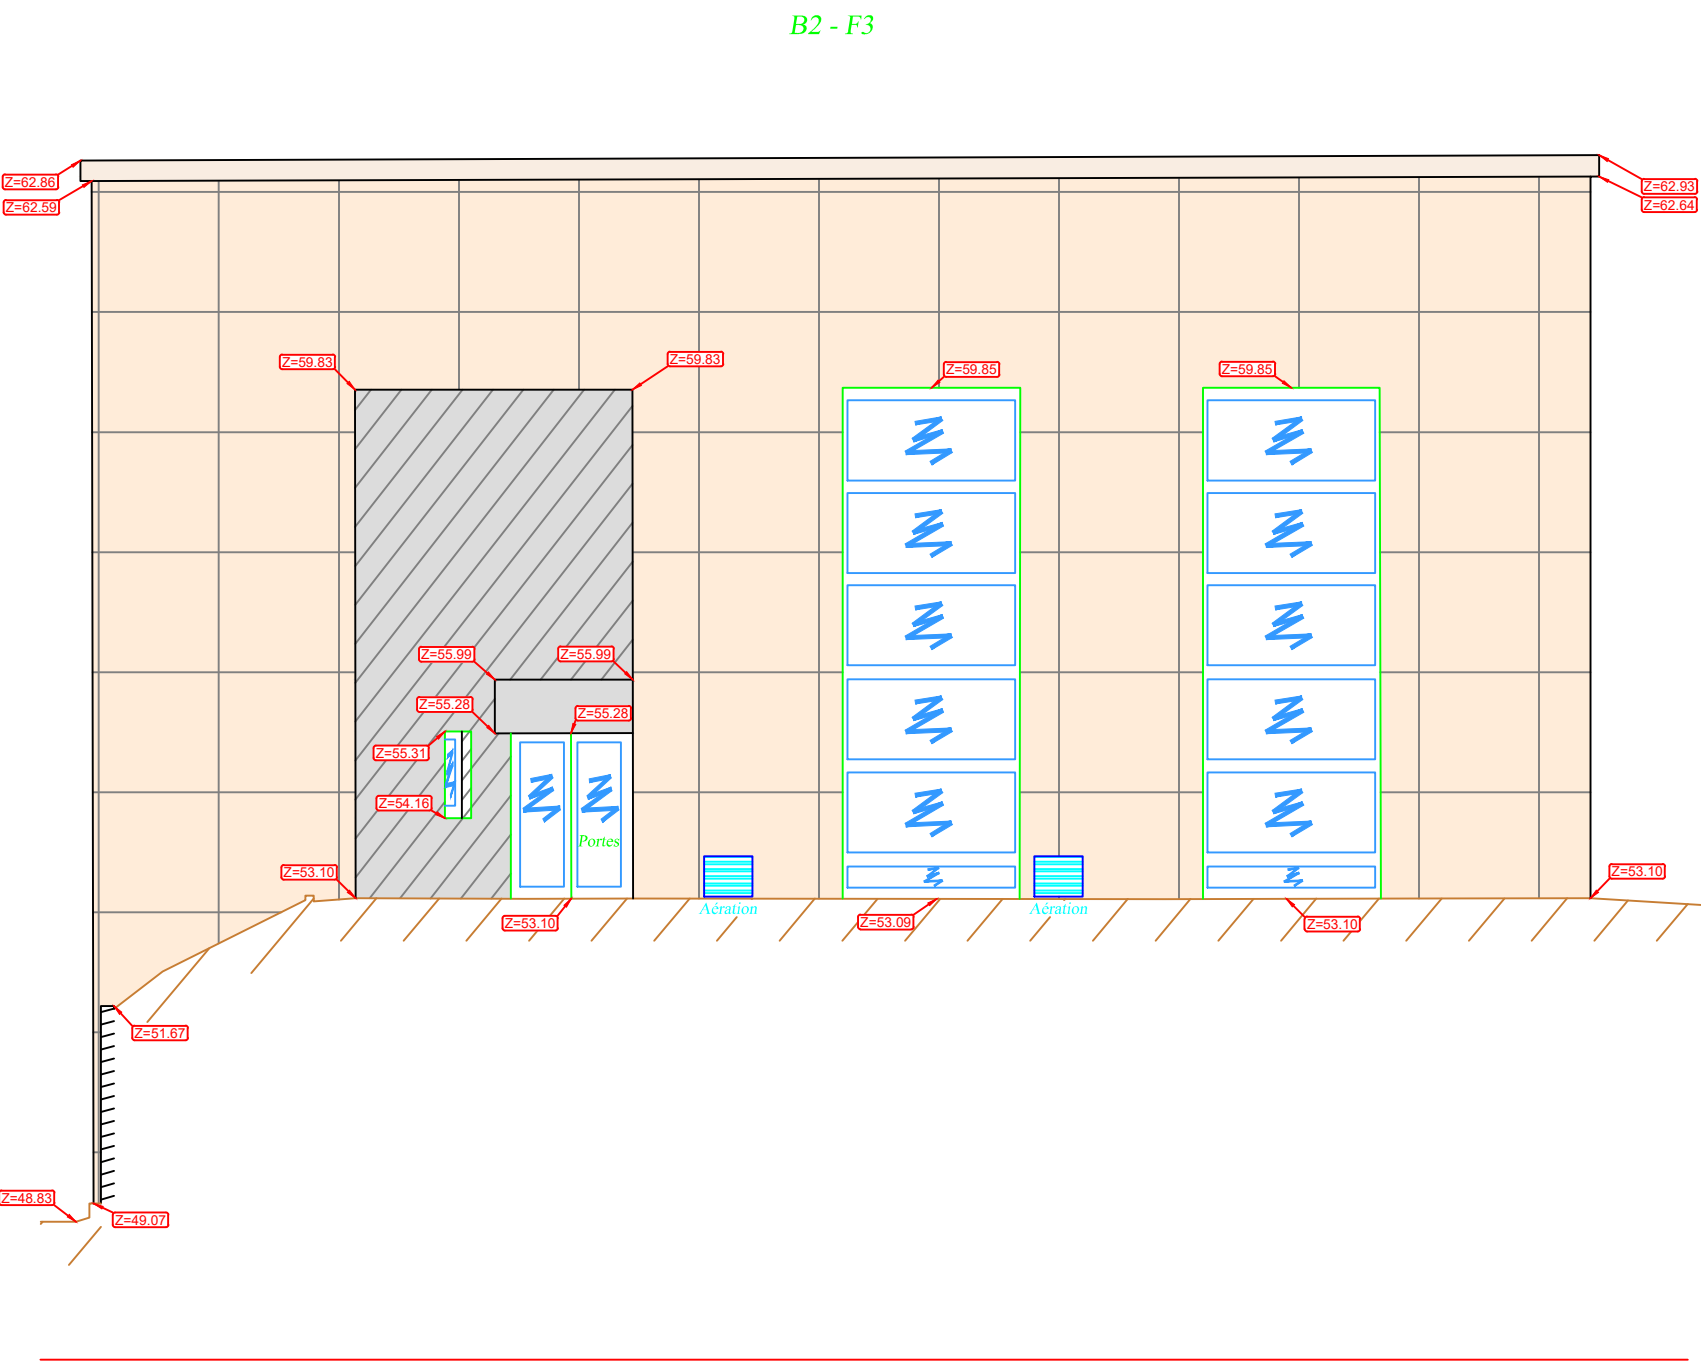 B2 - F3
Z=62.86
Z=62.93
Z=62.59
Z=62.64
Z=59.83
Z=59.83
Z=59.85
Z=59.85
Z=55.99
Z=55.99
Z=55.28
Z=55.28
Z=55.31
Z=54.16
Portes
Z=53.10
Z=53.10
Aération
Aération
Z=53.10
Z=53.09
Z=53.10
Z=51.67
Z=48.83
Z=49.07